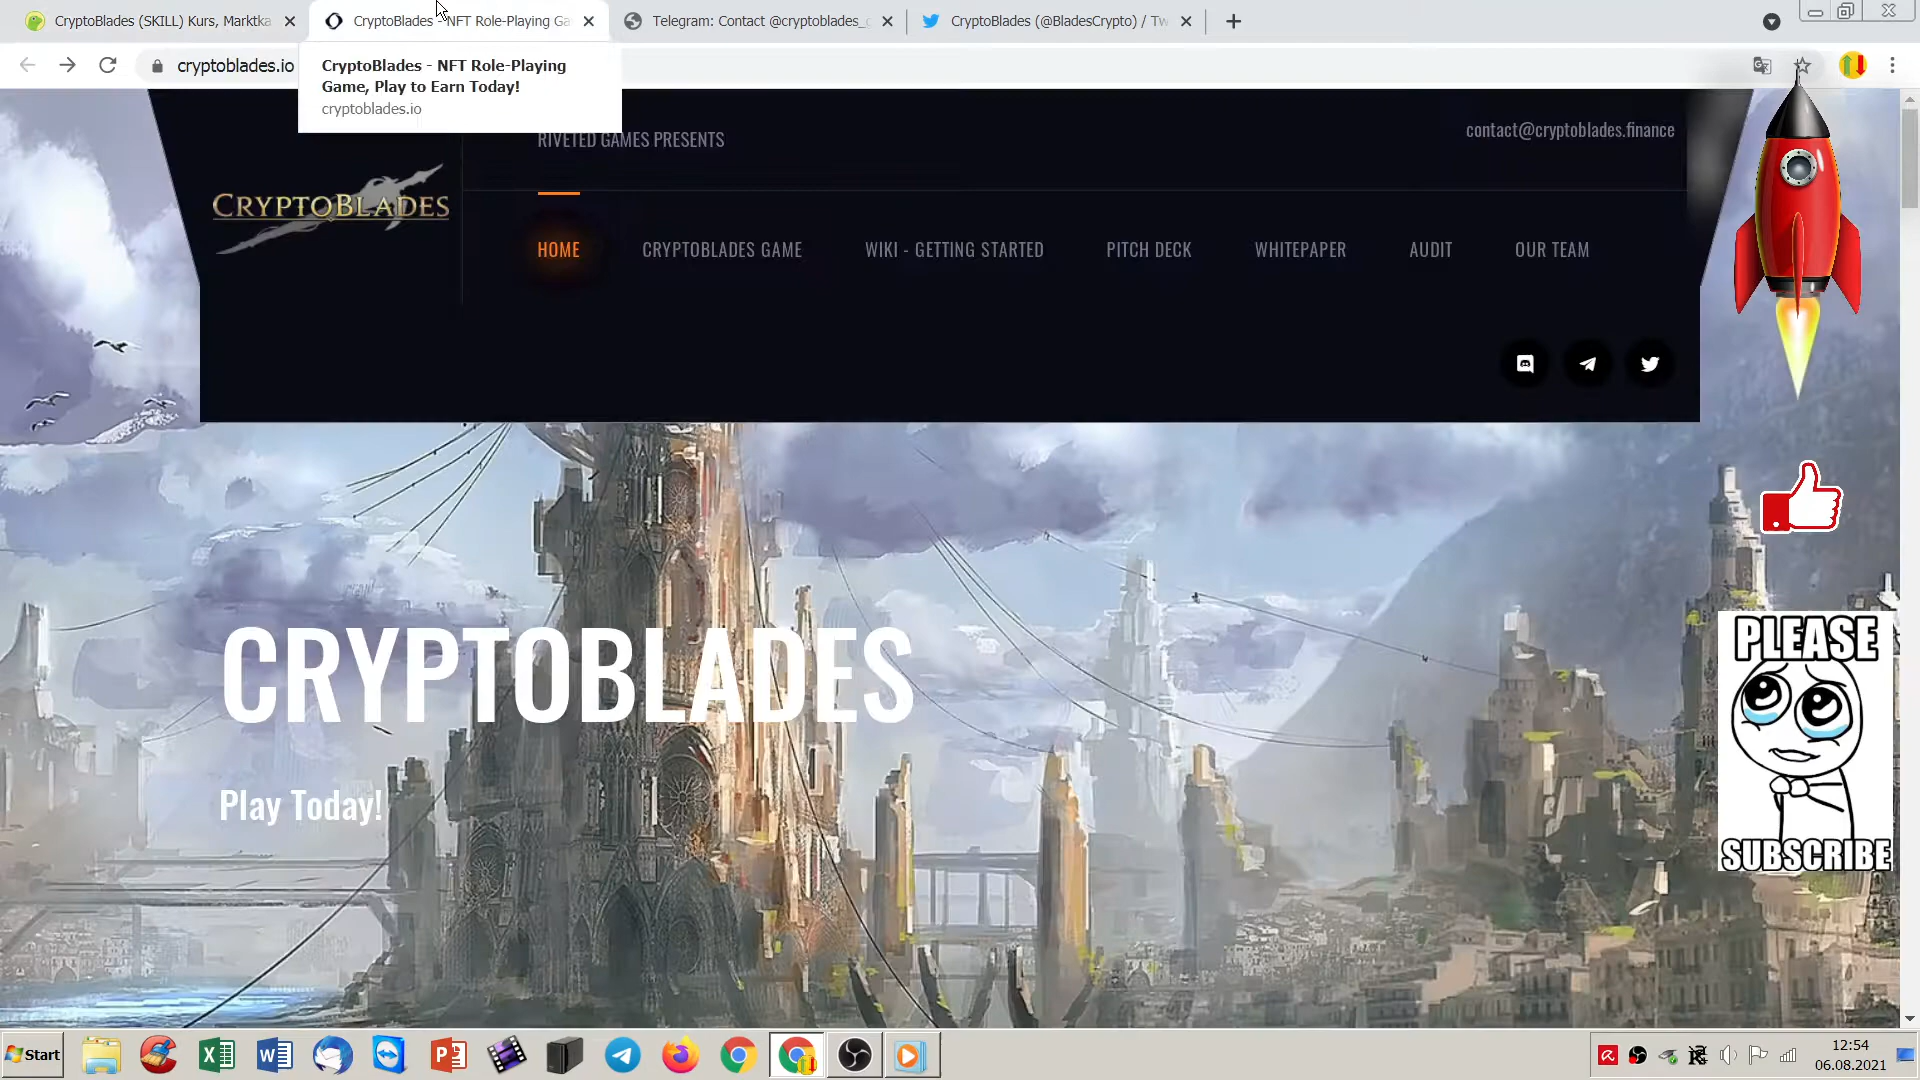 CryptoBlades (SKILL) Kurs, Marktka
CryptoBlades - NFT Role-Playing Ga
Telegram: Contact @cryptoblades_
CryptoBlades (@BladesCrypto) / Tw
cryptoblades.io
CryptoBlades - NFT Role-Playing
Game, Play to Earn Today!
cryptoblades.io
RIVETED GAMES PRESENTS
contact@cryptoblades.finance
CRYPTOBLADES
HOME
CRYPTOBLADES GAME
WIKI - GETTING STARTED
PITCH DECK
WHITEPAPER
AUDIT
OUR TEAM
CRYPTOBLADES
Play Today!
PLEASE
SUBSCRIBE
Start
12:54
06.08.2021